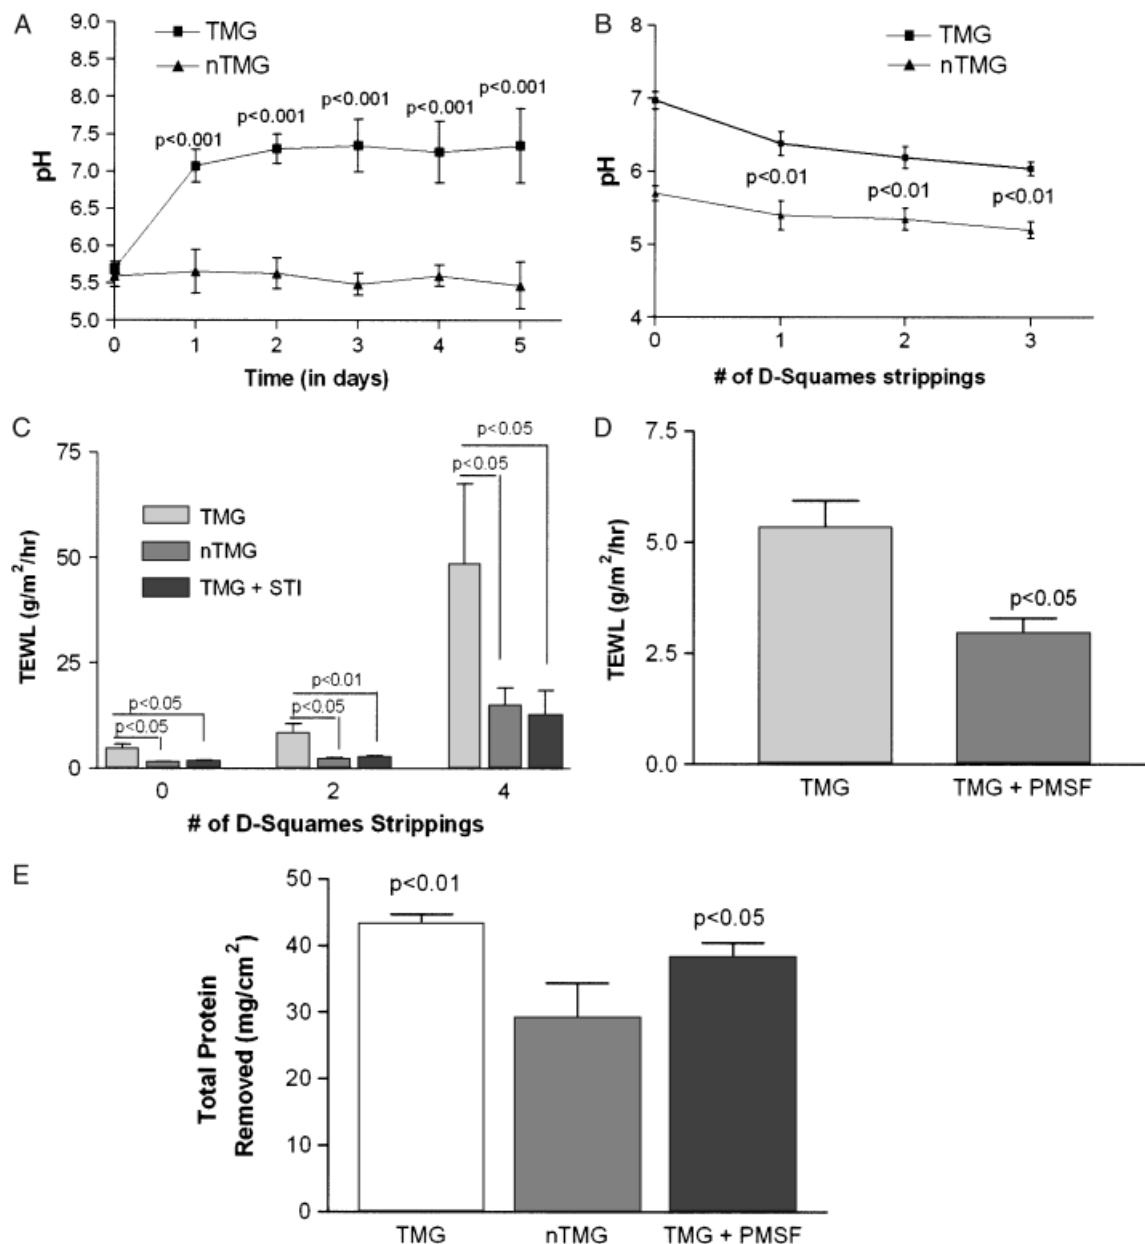 A
TMG
nTMG
9.0
8.5
8.0
7.5
7.0
6.5
6.0
5.5
5.0
pH
p<0.001
p<0.001
p<0.001
p<0.001
p<0.001
0 1 2 3 4 5
Time (in days)
B
TMG
nTMG
8
7
6
5
4
pH
p<0.01
p<0.01
p<0.01
0 1 2 3
# of D-Squames strippings
C
75
50
25
0
TEWL (g/m²/hr)
TMG
nTMG
TMG + STI
p<0.05
p<0.05
p<0.01
p<0.05
p<0.05
p<0.05
0 2 4
# of D-Squames Strippings
D
7.5
5.0
2.5
0.0
TEWL (g/m²/hr)
p<0.05
TMG TMG + PMSF
E
50
40
30
20
10
0
Total Protein
Removed (mg/cm²)
p<0.01
p<0.05
TMG nTMG TMG + PMSF